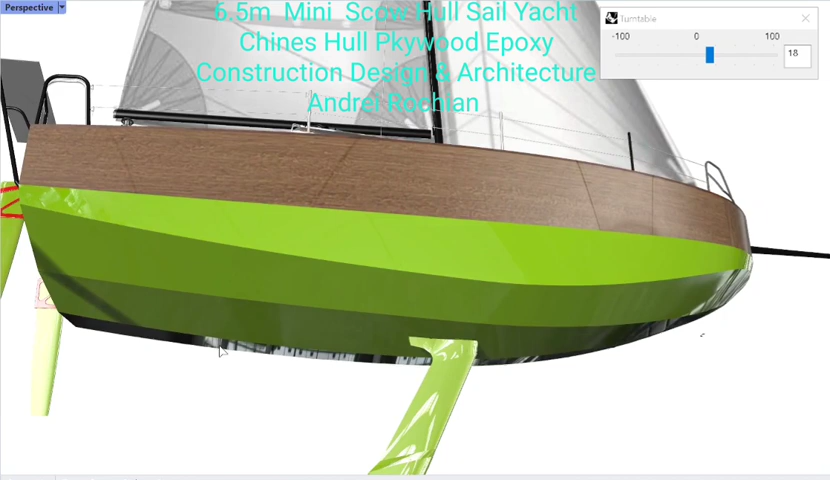 Perspective
6.5m Mini Scow Hull Sail Yacht
Chines Hull Pkywood Epoxy
Construction Design & Architecture
Andrei Rochian
Turntable
-100 0 100
18